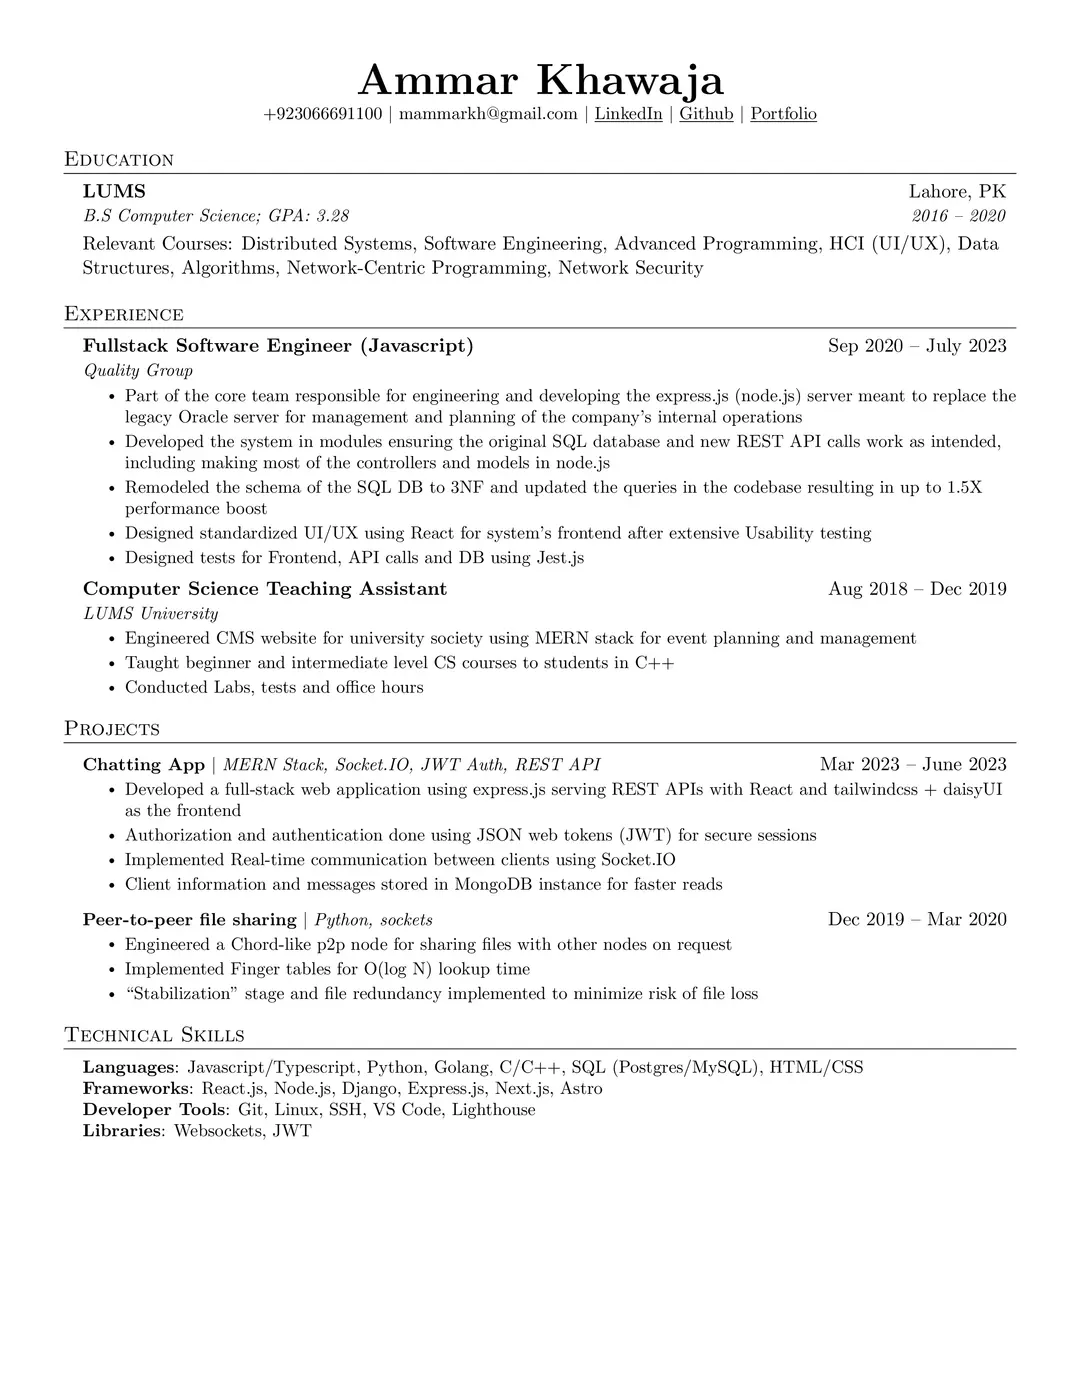 Ammar Khawaja
+923066691100 | mammarkh@gmail.com | LinkedIn | Github | Portfolio
Education
LUMS Lahore, PK
B.S Computer Science; GPA: 3.28 2016 – 2020
Relevant Courses: Distributed Systems, Software Engineering, Advanced Programming, HCI (UI/UX), Data
Structures, Algorithms, Network-Centric Programming, Network Security
Experience
Fullstack Software Engineer (Javascript) Sep 2020 – July 2023
Quality Group
• Part of the core team responsible for engineering and developing the express.js (node.js) server meant to replace the
legacy Oracle server for management and planning of the company's internal operations
• Developed the system in modules ensuring the original SQL database and new REST API calls work as intended,
including making most of the controllers and models in node.js
• Remodeled the schema of the SQL DB to 3NF and updated the queries in the codebase resulting in up to 1.5X
performance boost
• Designed standardized UI/UX using React for system's frontend after extensive Usability testing
• Designed tests for Frontend, API calls and DB using Jest.js
Computer Science Teaching Assistant Aug 2018 – Dec 2019
LUMS University
• Engineered CMS website for university society using MERN stack for event planning and management
• Taught beginner and intermediate level CS courses to students in C++
• Conducted Labs, tests and office hours
Projects
Chatting App | MERN Stack, Socket.IO, JWT Auth, REST API Mar 2023 – June 2023
• Developed a full-stack web application using express.js serving REST APIs with React and tailwindcss + daisyUI
as the frontend
• Authorization and authentication done using JSON web tokens (JWT) for secure sessions
• Implemented Real-time communication between clients using Socket.IO
• Client information and messages stored in MongoDB instance for faster reads
Peer-to-peer file sharing | Python, sockets Dec 2019 – Mar 2020
• Engineered a Chord-like p2p node for sharing files with other nodes on request
• Implemented Finger tables for O(log N) lookup time
• "Stabilization" stage and file redundancy implemented to minimize risk of file loss
Technical Skills
Languages: Javascript/Typescript, Python, Golang, C/C++, SQL (Postgres/MySQL), HTML/CSS
Frameworks: React.js, Node.js, Django, Express.js, Next.js, Astro
Developer Tools: Git, Linux, SSH, VS Code, Lighthouse
Libraries: Websockets, JWT